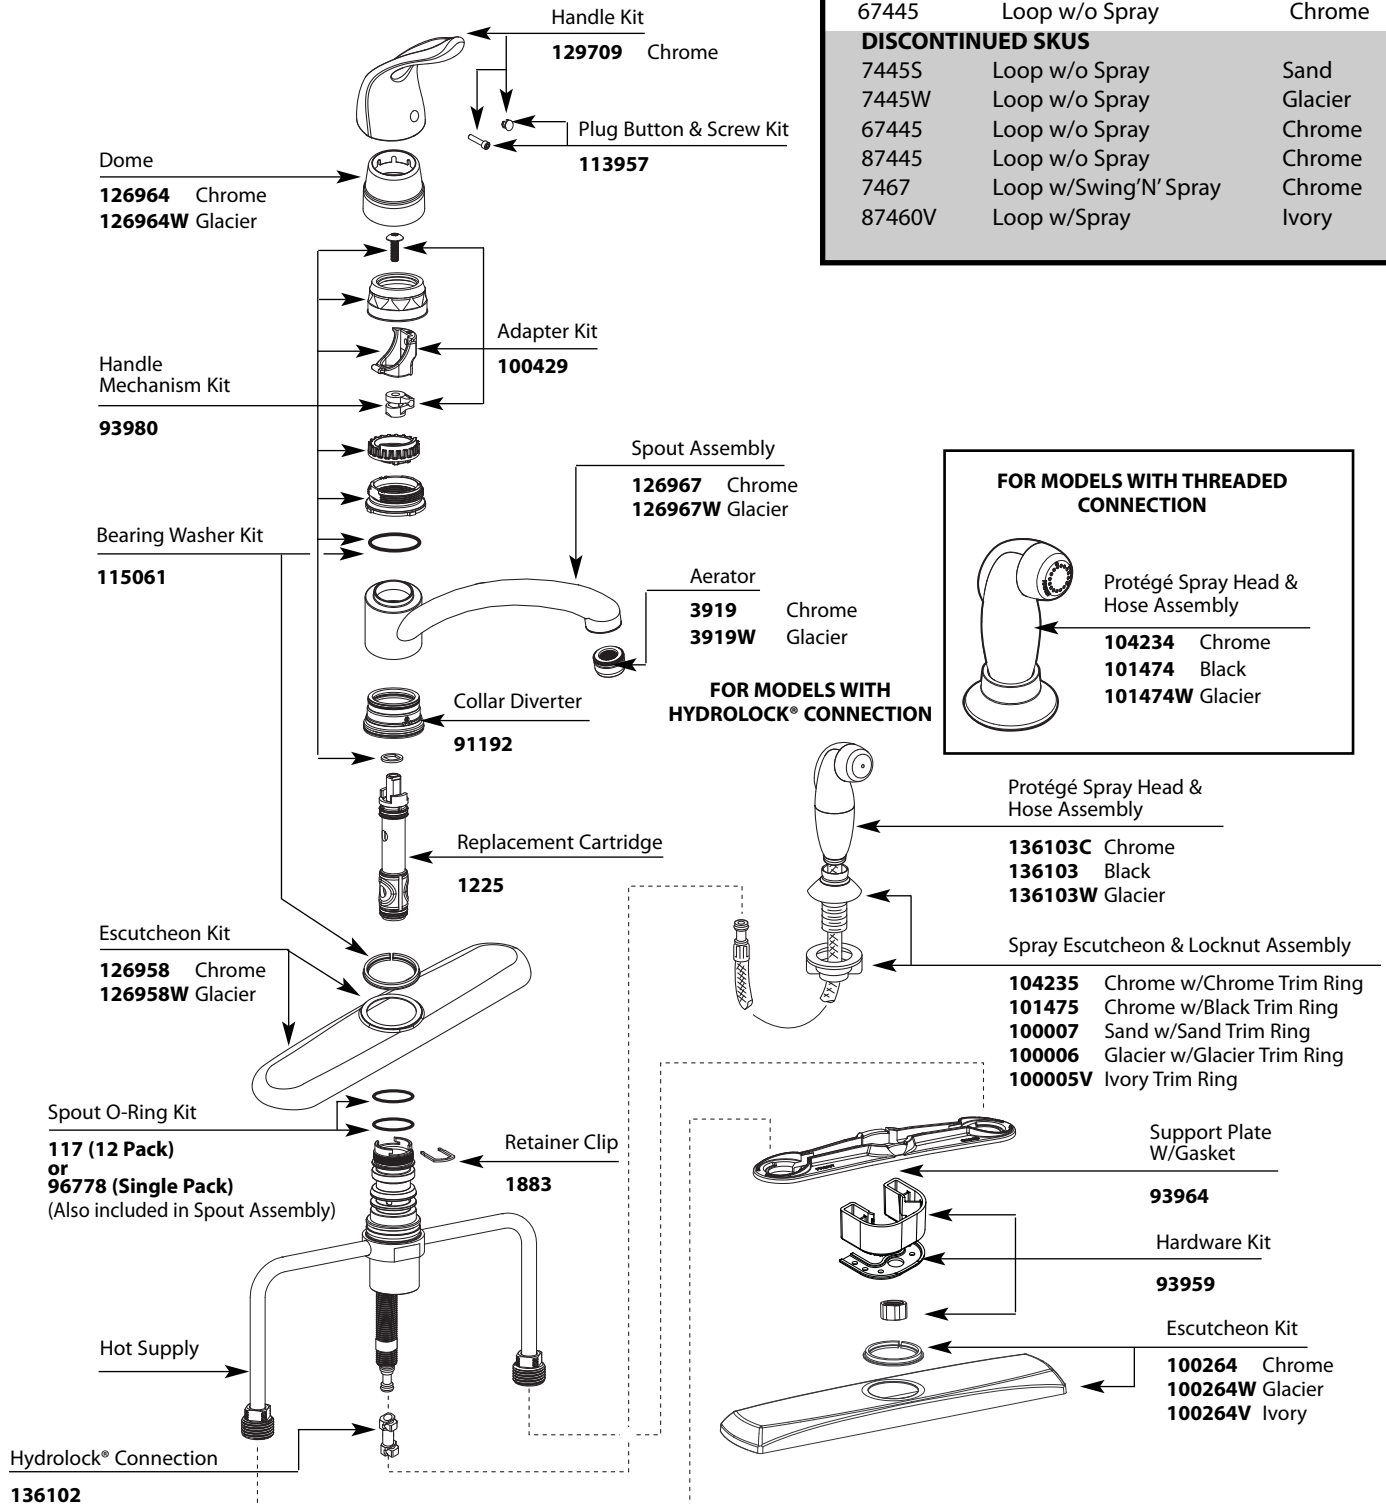 67445 Loop w/o Spray Chrome
DISCONTINUED SKUS
7445S Loop w/o Spray Sand
7445W Loop w/o Spray Glacier
67445 Loop w/o Spray Chrome
87445 Loop w/o Spray Chrome
7467 Loop w/Swing'N' Spray Chrome
87460V Loop w/Spray Ivory
Handle Kit
129709 Chrome
Plug Button & Screw Kit
113957
Dome
126964 Chrome
126964W Glacier
Adapter Kit
100429
Handle
Mechanism Kit
93980
Spout Assembly
126967 Chrome
126967W Glacier
Bearing Washer Kit
115061
Aerator
3919 Chrome
3919W Glacier
FOR MODELS WITH THREADED
CONNECTION
Protégé Spray Head &
Hose Assembly
104234 Chrome
101474 Black
101474W Glacier
Collar Diverter
91192
FOR MODELS WITH
HYDROLOCK® CONNECTION
Protégé Spray Head &
Hose Assembly
136103C Chrome
136103 Black
136103W Glacier
Replacement Cartridge
1225
Escutcheon Kit
126958 Chrome
126958W Glacier
Spray Escutcheon & Locknut Assembly
104235 Chrome w/Chrome Trim Ring
101475 Chrome w/Black Trim Ring
100007 Sand w/Sand Trim Ring
100006 Glacier w/Glacier Trim Ring
100005V Ivory Trim Ring
Spout O-Ring Kit
117 (12 Pack)
or
96778 (Single Pack)
(Also included in Spout Assembly)
Retainer Clip
1883
Support Plate
W/Gasket
93964
Hardware Kit
93959
Hot Supply
Escutcheon Kit
100264 Chrome
100264W Glacier
100264V Ivory
Hydrolock® Connection
136102